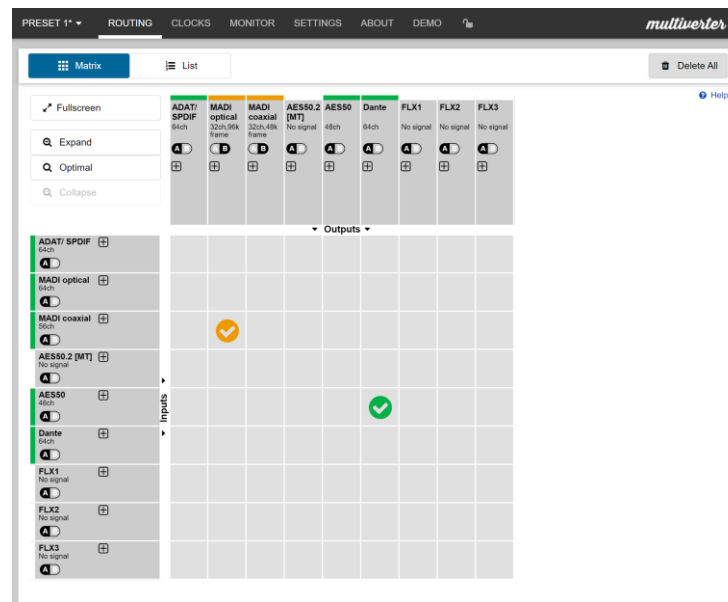 PRESET 1* ROUTING CLOCKS MONITOR SETTINGS ABOUT DEMO multiverter
Matrix List Delete All
Help
Fullscreen
Expand
Optimal
Collapse
ADAT/ SPDIF
64ch
A
MADI optical
32ch,96k frame
B
MADI coaxial
32ch,48k frame
B
AES50.2 [MT]
No signal
A
AES50
48ch
A
Dante
64ch
A
FLX1
No signal
A
FLX2
No signal
A
FLX3
No signal
A
Outputs
Inputs
ADAT/ SPDIF
64ch
A
MADI optical
64ch
A
MADI coaxial
56ch
A
AES50.2 [MT]
No signal
A
AES50
48ch
A
Dante
64ch
A
FLX1
No signal
A
FLX2
No signal
A
FLX3
No signal
A